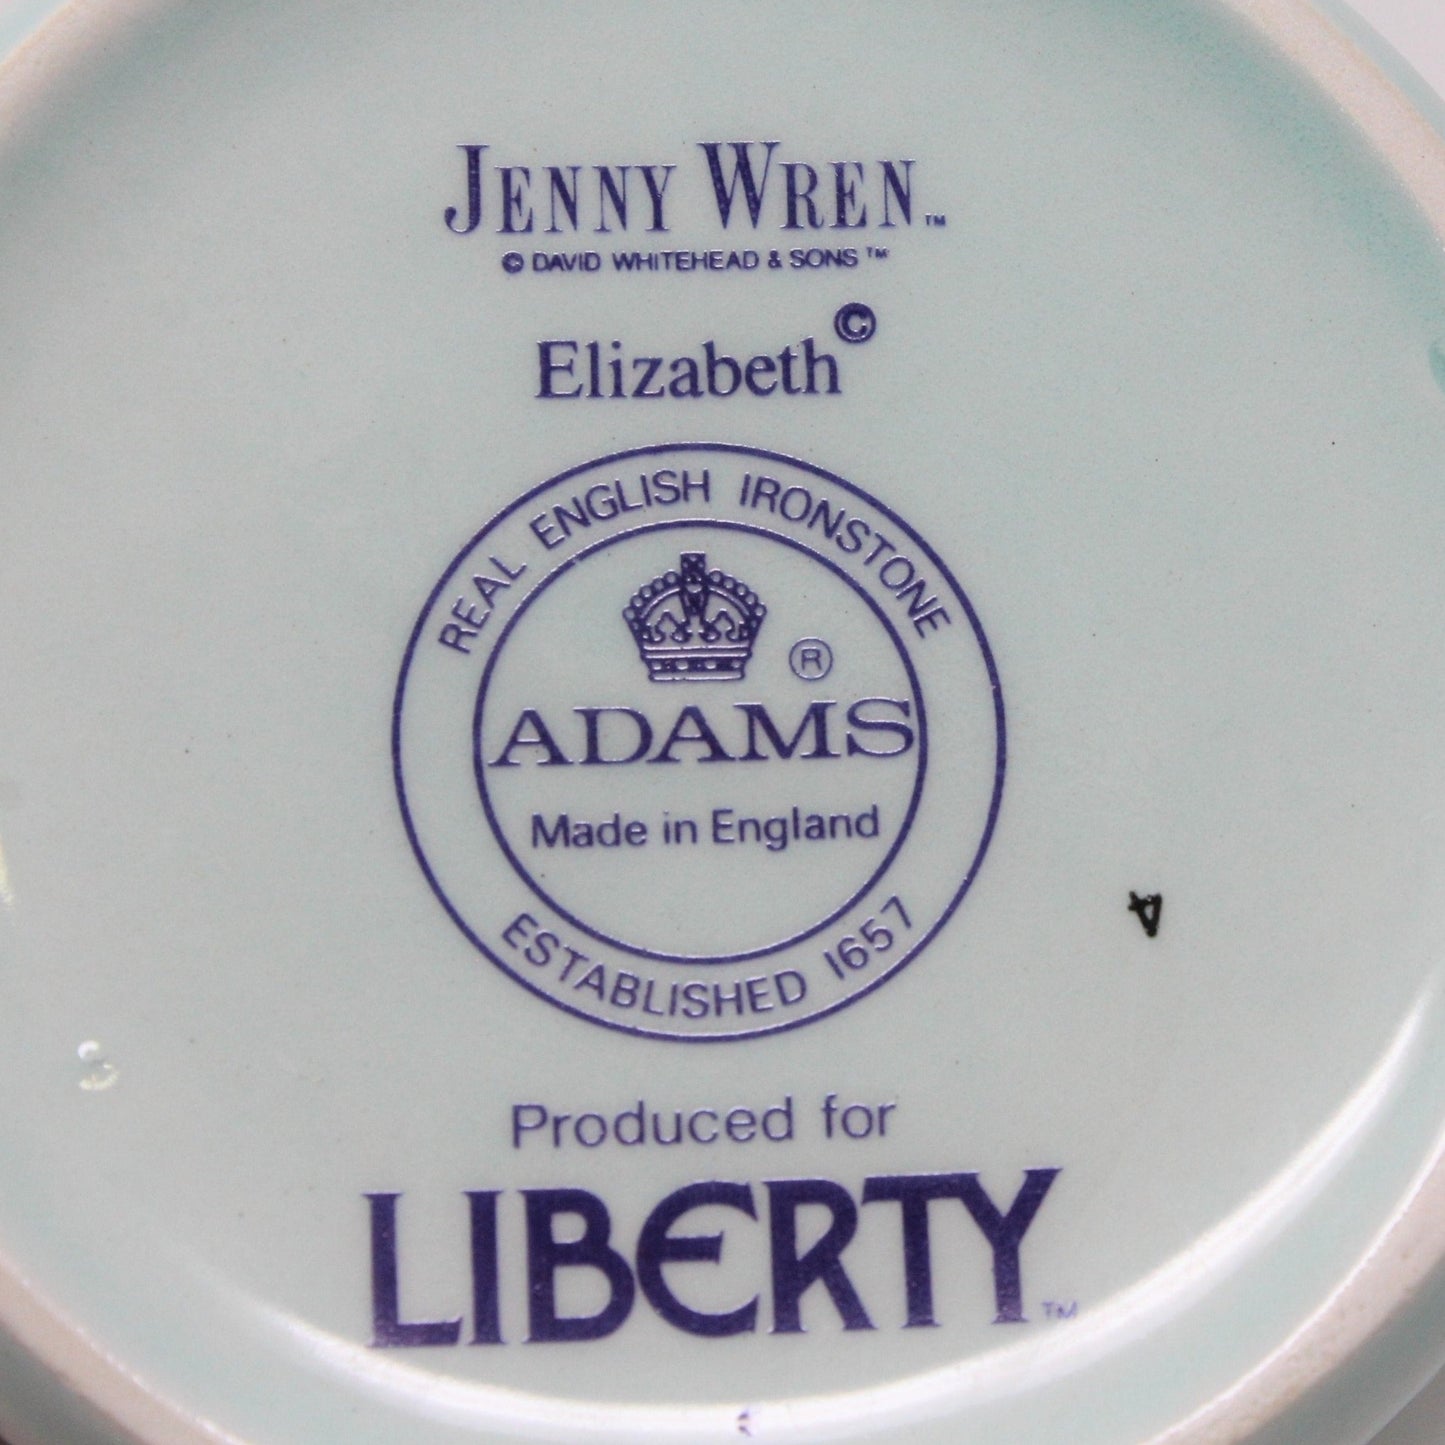 JENNY WREN™
© DAVID WHITEHEAD & SONS™
Elizabeth©
REAL ENGLISH IRONSTONE
®
ADAMS
Made in England
ESTABLISHED 1657
Produced for
LIBERTY™